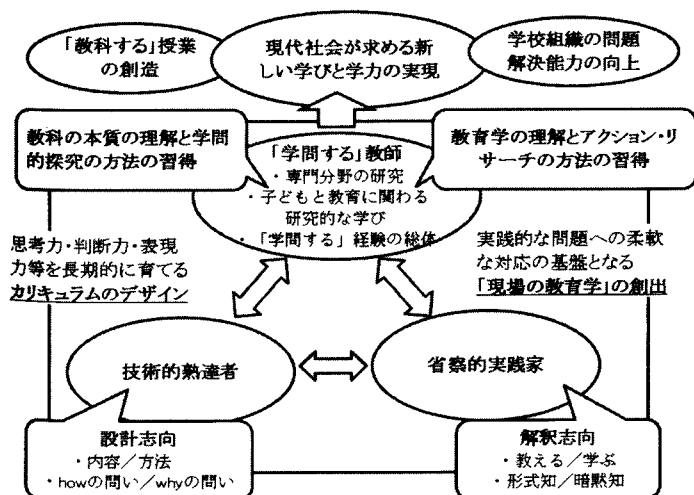 「教科する」授業
の創造
現代社会が求める新
しい学びと学力の実現
学校組織の問題
解決能力の向上
教科の本質の理解と学問
的探究の方法の習得
「学問する」教師
・専門分野の研究
・子どもと教育に関わる
研究的な学び
・「学問する」経験の総体
教育学の理解とアクション・リ
サーチの方法の習得
思考力・判断力・表現
力等を長期的に育てる
カリキュラムのデザイン
実践的な問題への柔軟
な対応の基盤となる
「現場の教育学」の創出
技術的熟達者
省察的実践家
設計志向
・内容／方法
・howの問い／whyの問い
解釈志向
・教える／学ぶ
・形式知／暗黙知